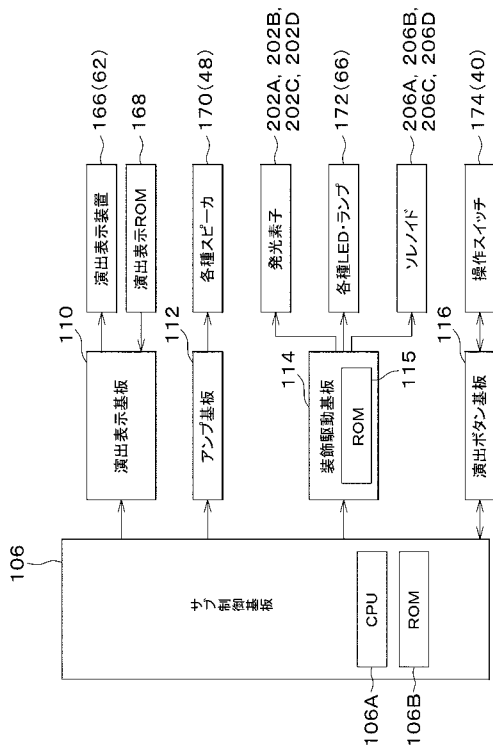 106
サブ制御基板
CPU
106A
ROM
106B
110
演出表示基板
演出表示装置
166(62)
演出表示ROM
168
112
アンプ基板
各種スピーカ
170(48)
114
装飾駆動基板
ROM
115
発光素子
202A, 202B,
202C, 202D
各種LED・ランプ
172(66)
ソレノイド
206A, 206B,
206C, 206D
116
演出ボタン基板
操作スイッチ
174(40)